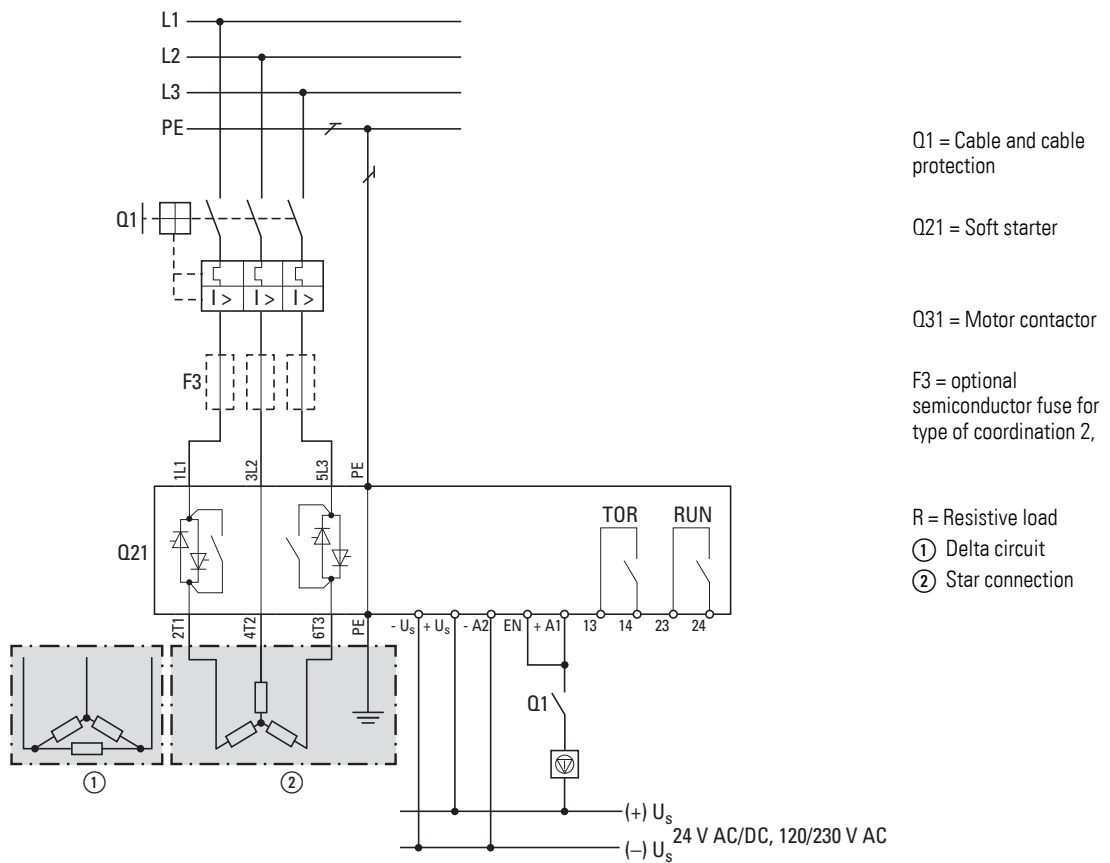 L1
L2
L3
PE
Q1
I >
I >
I >
F3
1L1
3L2
5L3
PE
TOR
RUN
Q21
2T1
4T2
6T3
PE
- Us
+ Us
- A2
EN
+ A1
13
14
23
24
Q1
①
②
(+) Us
(–) Us
24 V AC/DC, 120/230 V AC
Q1 = Cable and cable
protection
Q21 = Soft starter
Q31 = Motor contactor
F3 = optional
semiconductor fuse for
type of coordination 2,
R = Resistive load
① Delta circuit
② Star connection